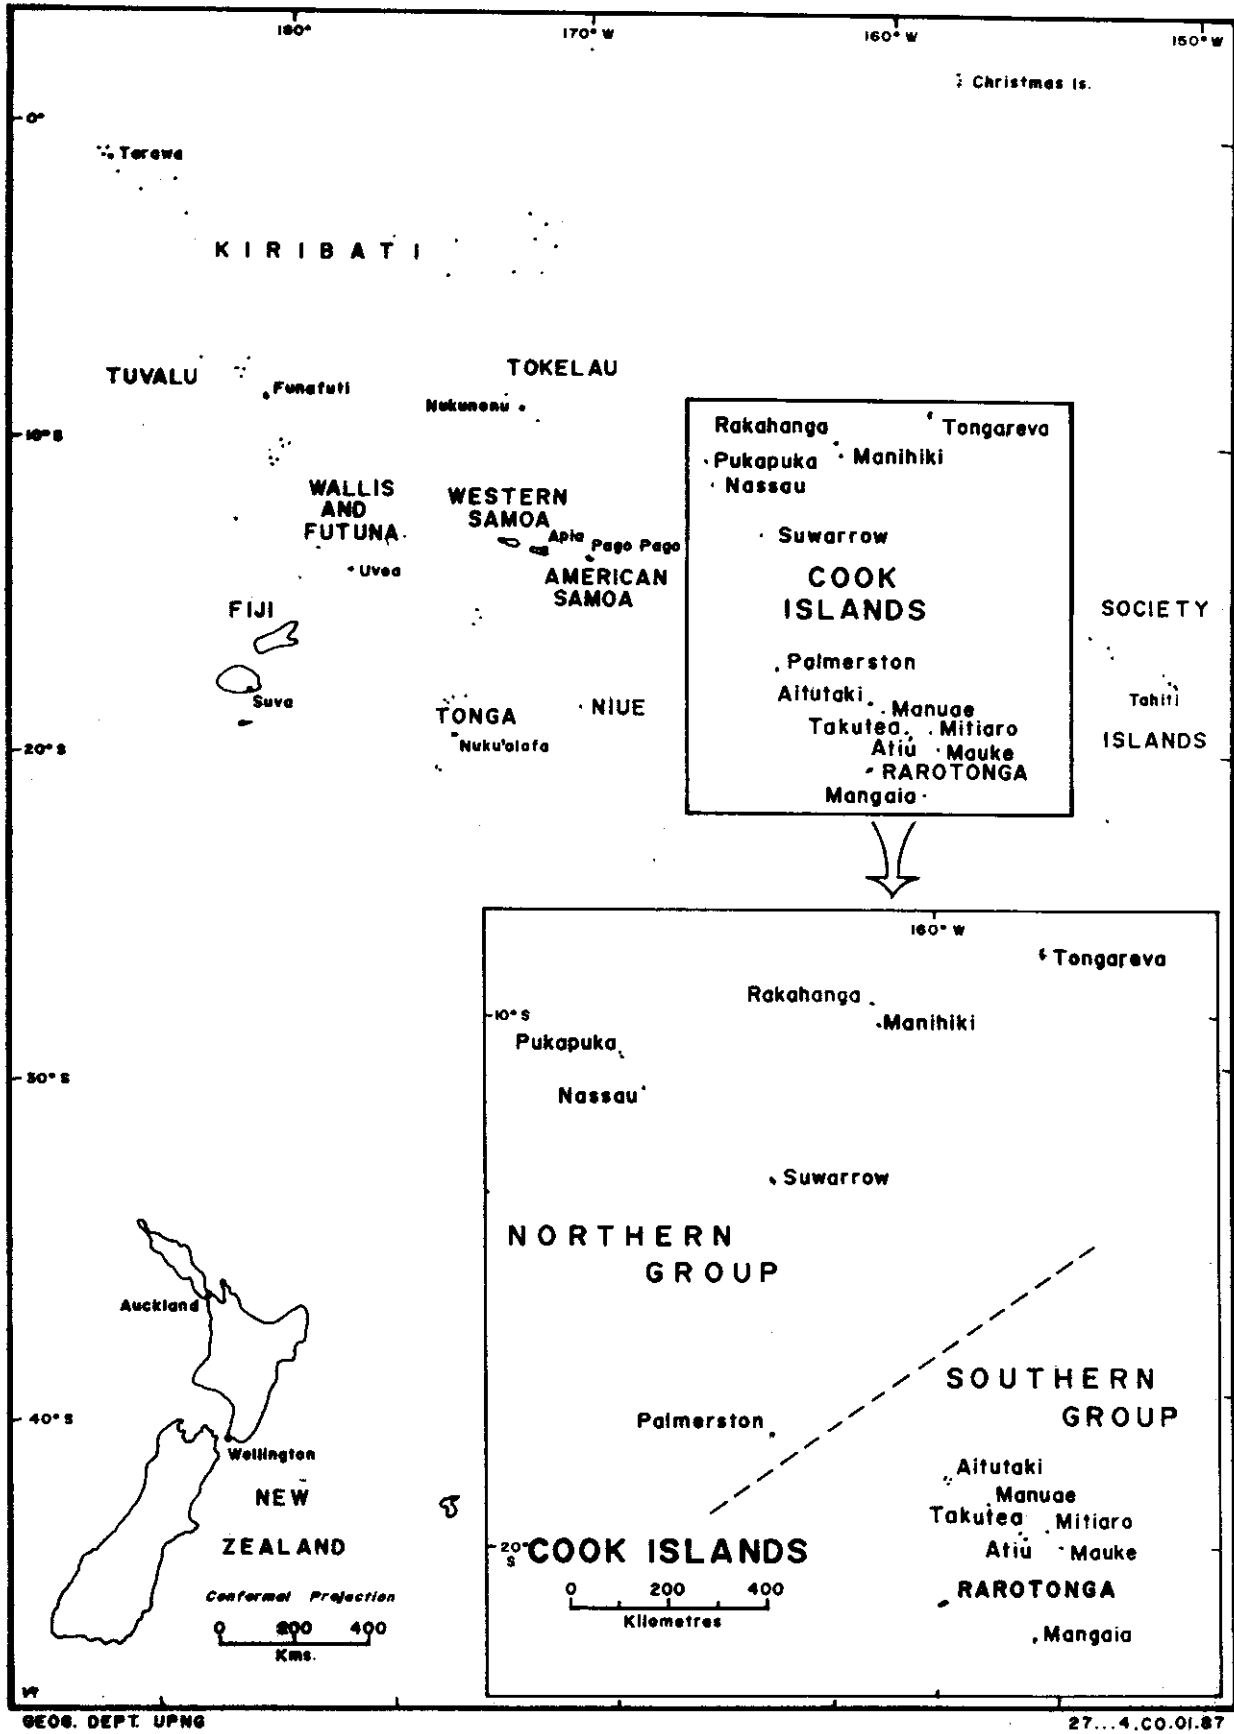 180°
170° W
160° W
150° W
Christmas Is.
0°
Tarawa
KIRIBATI
TUVALU
Funafuti
TOKELAU
Nukunonu
10° S
Rakahanga
Tongareva
Pukapuka
Manihiki
Nassau
WALLIS
AND
FUTUNA
WESTERN
SAMOA
Apia
Pago Pago
Suwarrow
Uvea
AMERICAN
SAMOA
COOK
ISLANDS
FIJI
SOCIETY
Palmerston
Suva
Aitutaki
Manuae
Tahiti
TONGA
NIUE
Takutea
Mitiaro
Nuku'alafa
Atiu
Mauke
ISLANDS
20° S
RAROTONGA
Mangaia
160° W
Tongareva
Rakahanga
10° S
Manihiki
Pukapuka
30° S
Nassau
Suwarrow
NORTHERN
GROUP
Auckland
SOUTHERN
GROUP
40° S
Palmerston
Wellington
Aitutaki
NEW
Manuae
Takutea
Mitiaro
ZEALAND
20°
S
COOK ISLANDS
Atiu
Mauke
Conformal Projection
0 200 400
Kms.
0 200 400
Kilometres
RAROTONGA
Mangaia
GEOG. DEPT. UPNG
27...4.CO.01.87